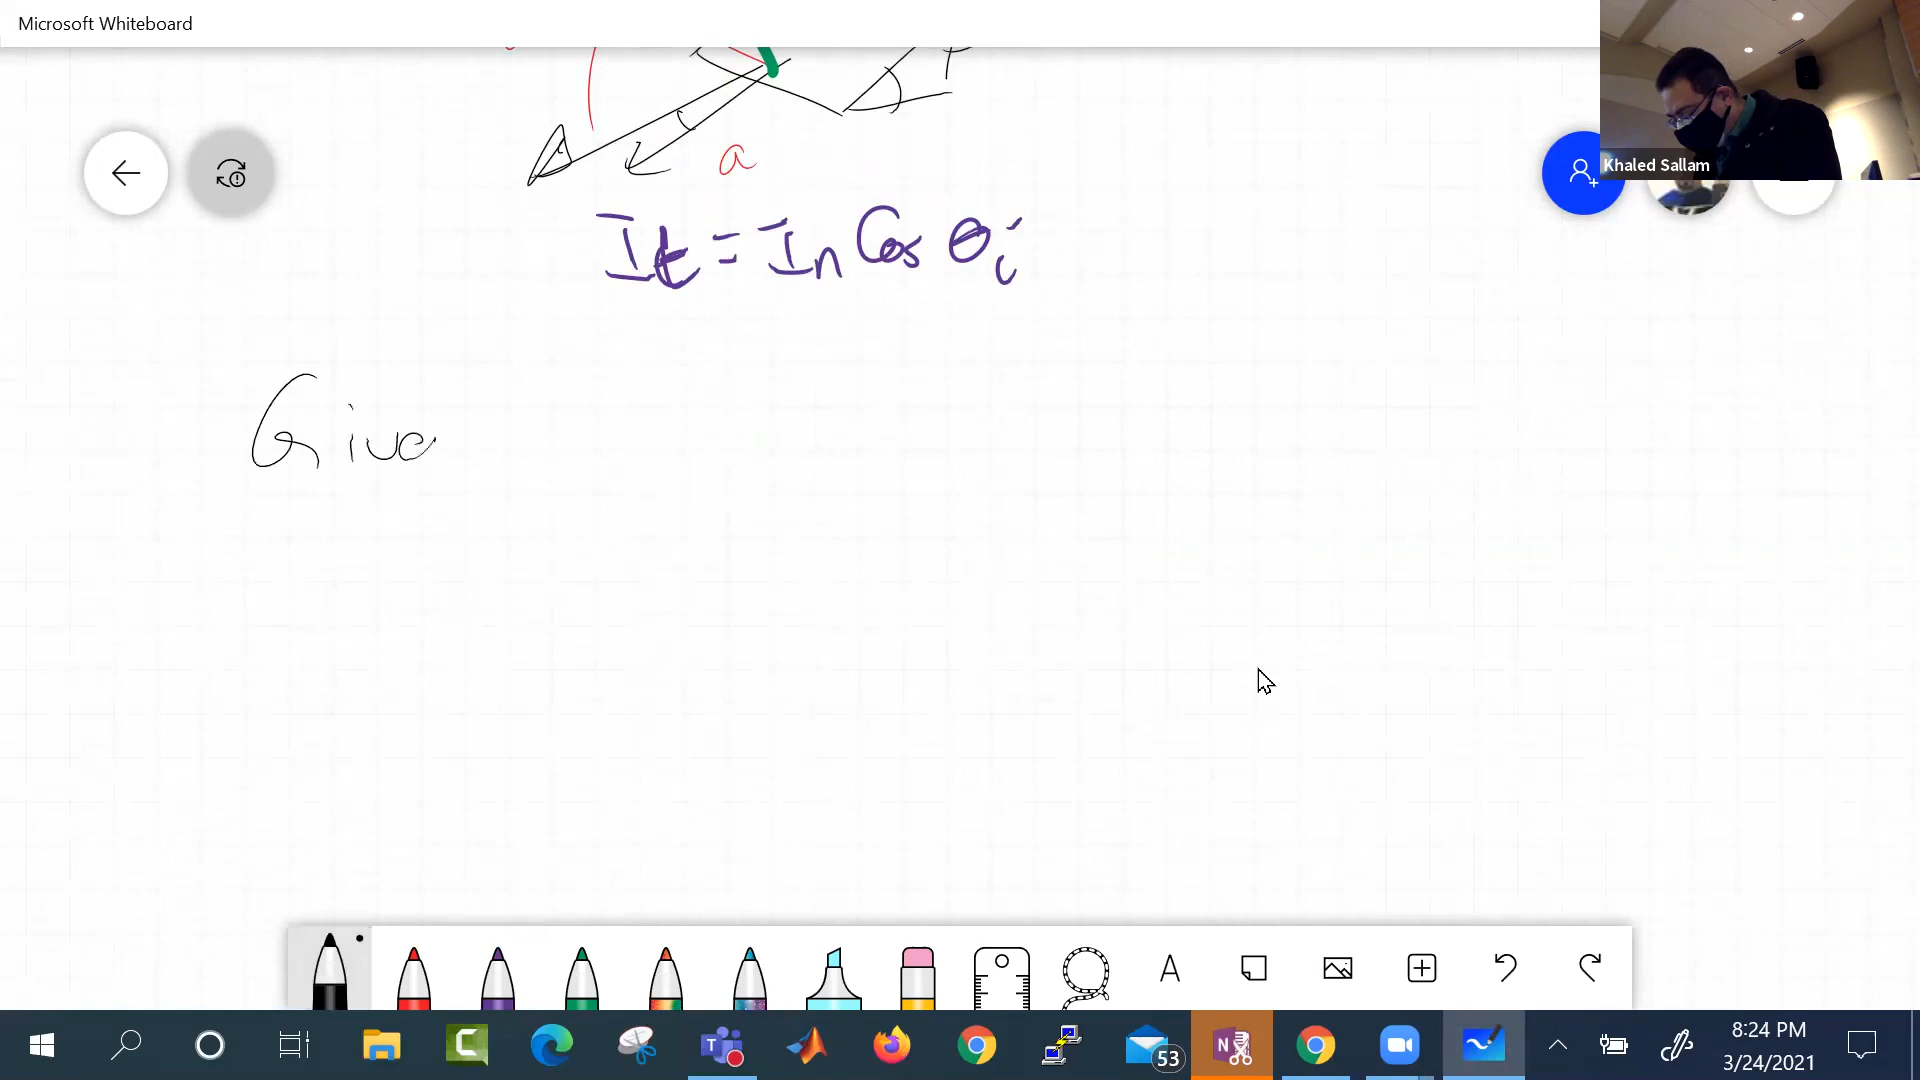 Microsoft Whiteboard
Khaled Sallam
a
It = In Cos θi
Give
A
53
8:24 PM
3/24/2021